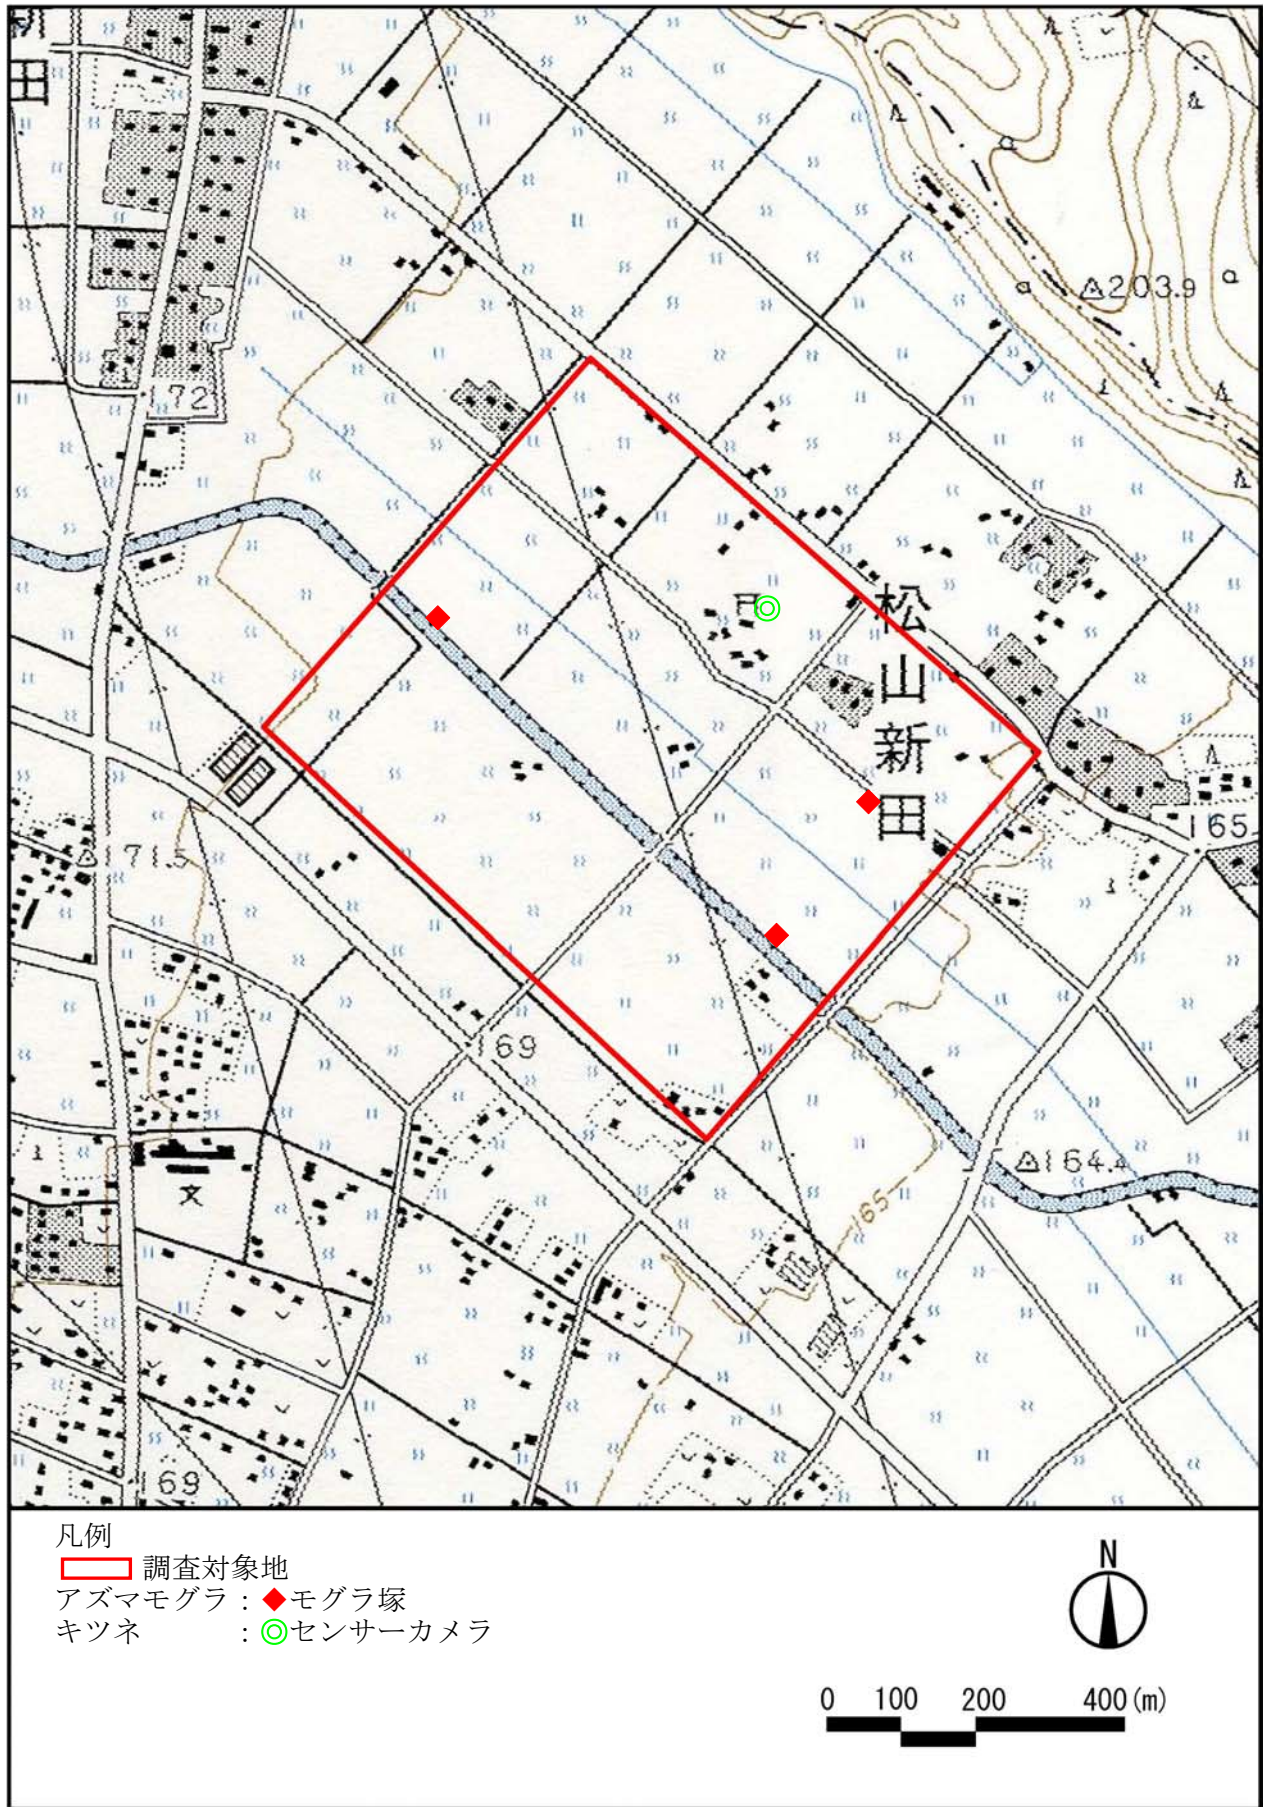 田
203.9
172
松山新田
165
171.5
169
164.4
165
文
169
凡例
調査対象地
アズマモグラ：◆モグラ塚
キツネ　　　：◎センサーカメラ
N
0 100 200 400(m)